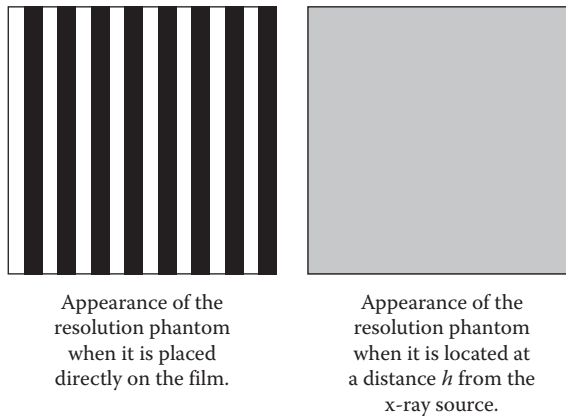 Appearance of the
resolution phantom
when it is placed
directly on the film.
Appearance of the
resolution phantom
when it is located at
a distance h from the
x-ray source.